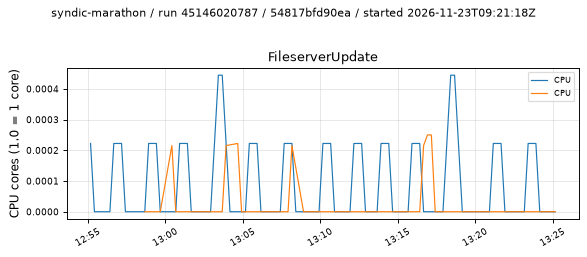 syndic-marathon / run 45146020787 / 54817bfd90ea / started 2026-11-23T09:21:18Z
FileserverUpdate
CPU cores (1.0 = 1 core)
0.0004
0.0003
0.0002
0.0001
0.0000
CPU
CPU
12:55
13:00
13:05
13:10
13:15
13:20
13:25